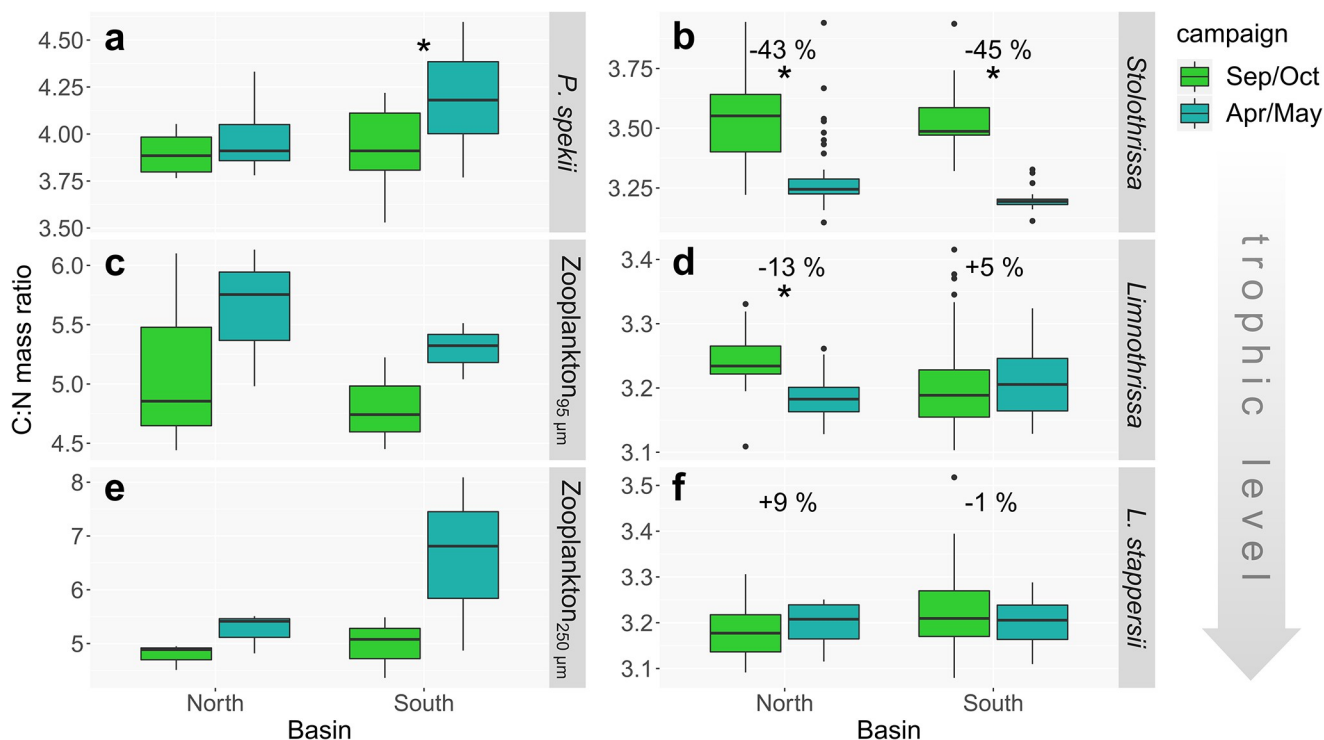 a
*
4.50
4.25
4.00
3.75
3.50
P. spekii
b
-43 %
*
-45 %
*
3.75
3.50
3.25
Stolothrissa
campaign
Sep/Oct
Apr/May
c
6.0
5.5
5.0
4.5
Zooplankton95 µm
d
-13 %
*
+5 %
3.4
3.3
3.2
3.1
Limnothrissa
C:N mass ratio
e
8
7
6
5
Zooplankton250 µm
f
+9 %
-1 %
3.5
3.4
3.3
3.2
3.1
L. stappersii
trophic level
North
South
Basin
North
South
Basin